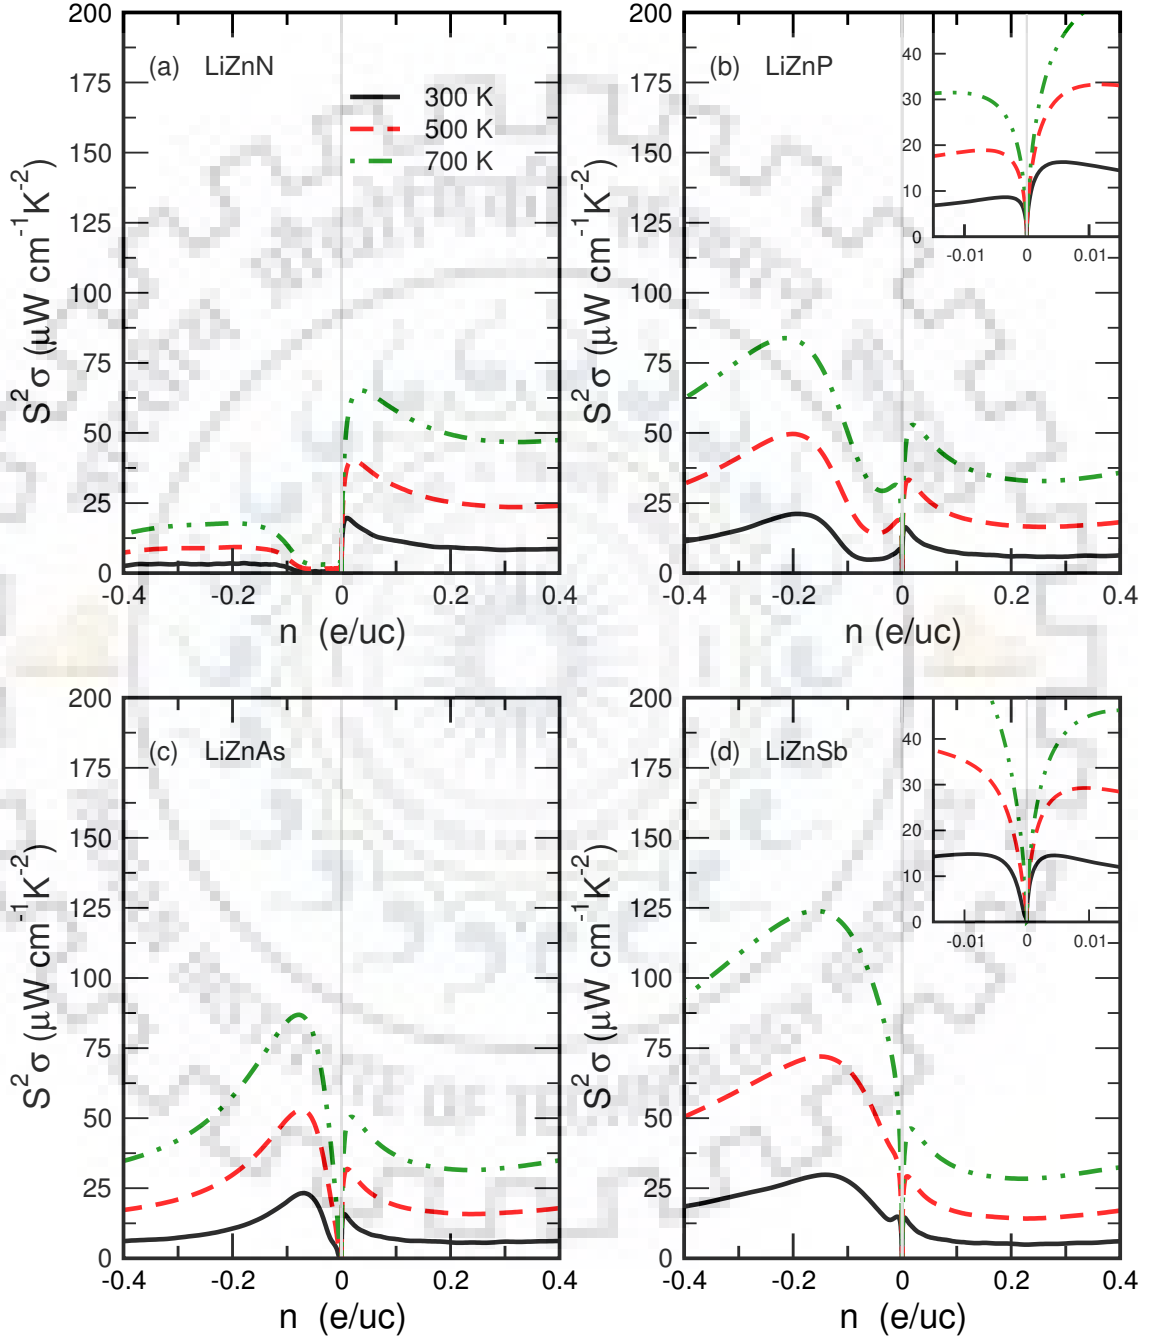 (a) LiZnN
300 K
500 K
700 K
200
175
150
125
100
75
50
25
0
S²σ (μW cm⁻¹K⁻²)
-0.4 -0.2 0 0.2 0.4
n (e/uc)
(b) LiZnP
200
175
150
125
100
75
50
25
0
S²σ (μW cm⁻¹K⁻²)
-0.4 -0.2 0 0.2 0.4
n (e/uc)
40
30
20
10
0
-0.01 0 0.01
(c) LiZnAs
200
175
150
125
100
75
50
25
0
S²σ (μW cm⁻¹K⁻²)
-0.4 -0.2 0 0.2 0.4
n (e/uc)
(d) LiZnSb
200
175
150
125
100
75
50
25
0
S²σ (μW cm⁻¹K⁻²)
-0.4 -0.2 0 0.2 0.4
n (e/uc)
40
30
20
10
0
-0.01 0 0.01